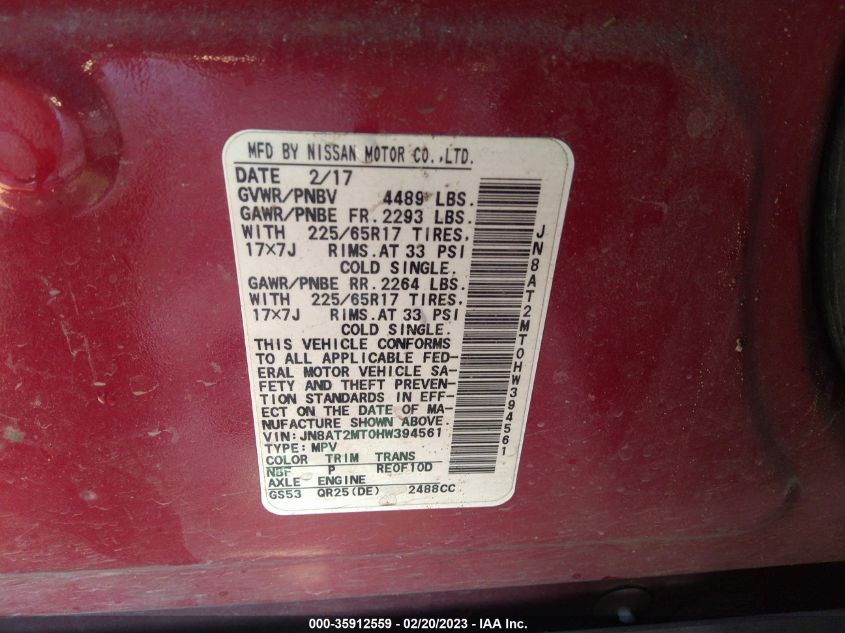 MFD BY NISSAN MOTOR CO.,LTD.
DATE 2/17
GVWR/PNBV 4489 LBS.
GAWR/PNBE FR. 2293 LBS.
WITH 225/65R17 TIRES,
17×7J RIMS.AT 33 PSI
COLD SINGLE.
GAWR/PNBE RR. 2264 LBS.
WITH 225/65R17 TIRES,
17×7J RIMS.AT 33 PSI
COLD SINGLE.
THIS VEHICLE CONFORMS
TO ALL APPLICABLE FED-
ERAL MOTOR VEHICLE SA-
FETY AND THEFT PREVEN-
TION STANDARDS IN EFF-
ECT ON THE DATE OF MA-
NUFACTURE SHOWN ABOVE.
VIN:JN8AT2MT0HW394561
TYPE:MPV
COLOR TRIM TRANS
NBF P RE0F10D
AXLE ENGINE
GS53 QR25(DE) 2488CC
JN8AT2MT0HW394561
000-35912559 — 02/20/2023 — © IAA Inc.